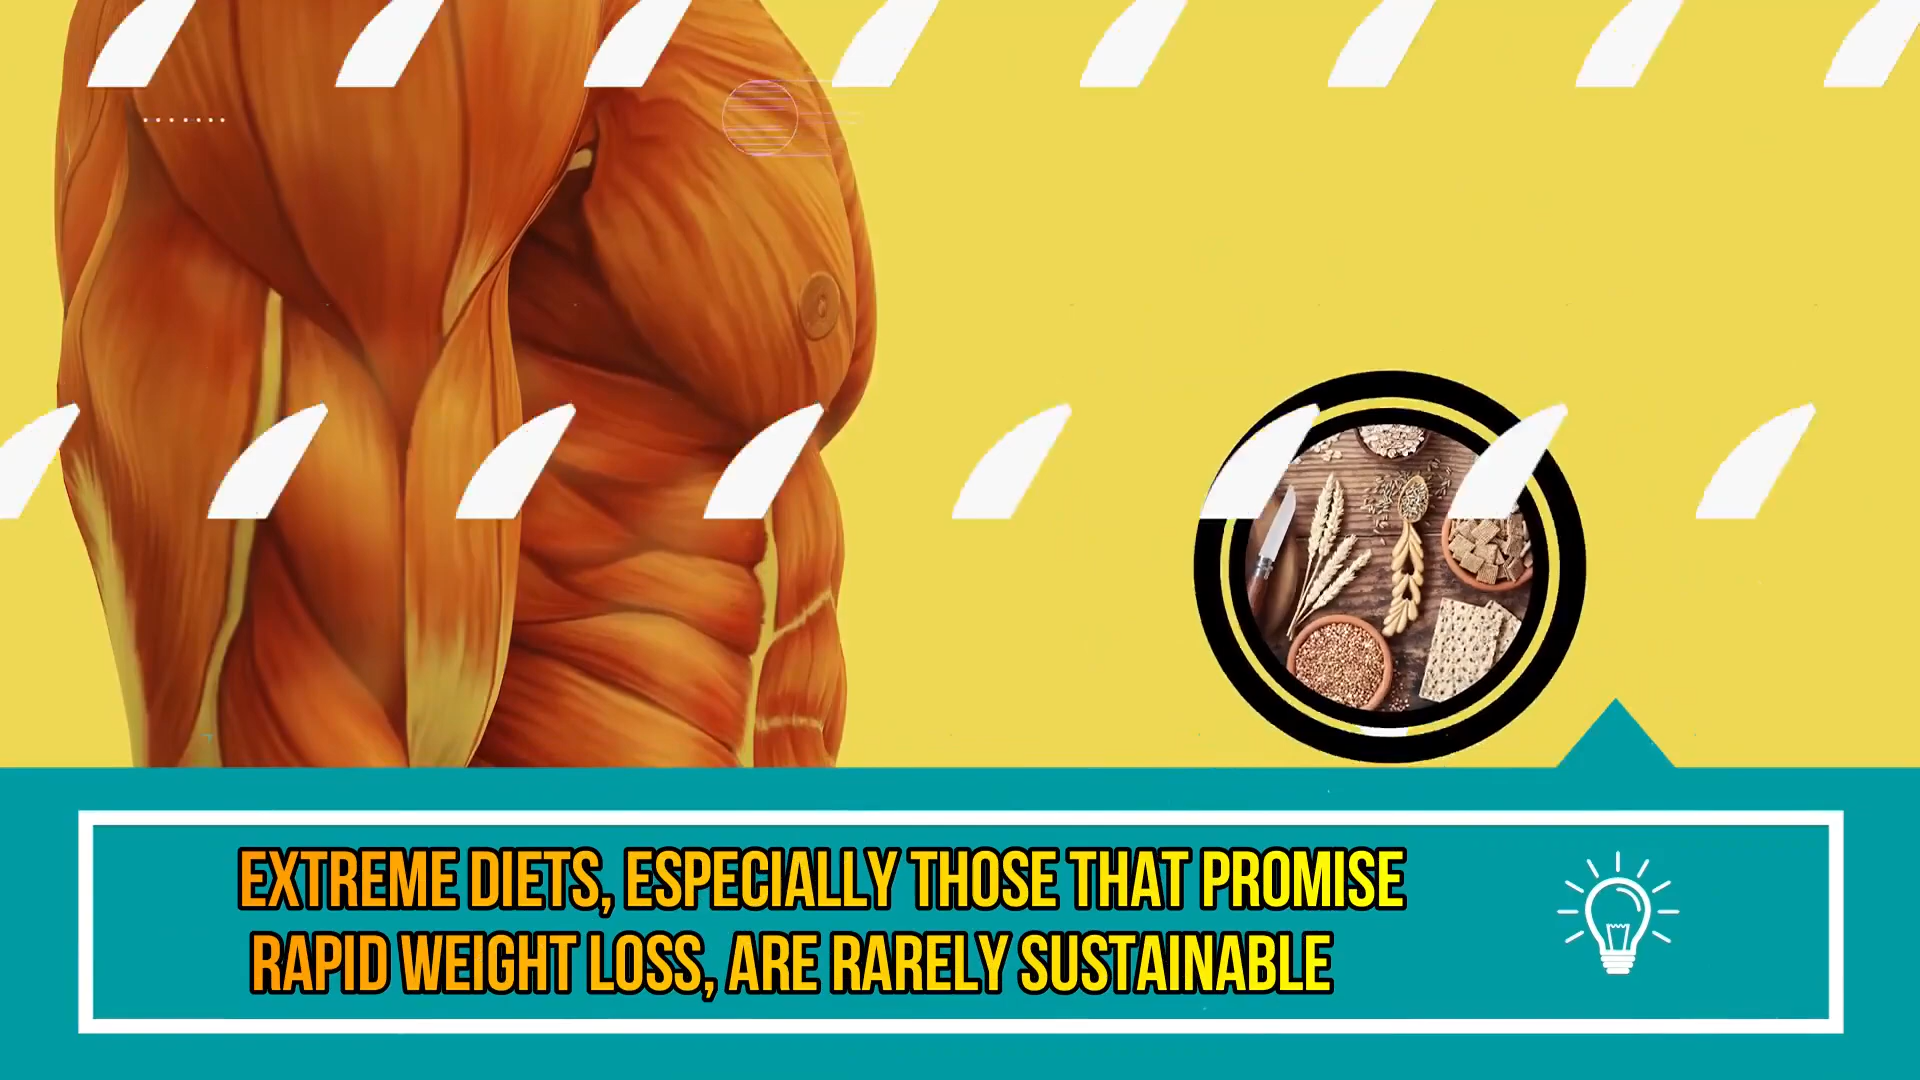 EXTREME DIETS, ESPECIALLY THOSE THAT PROMISE
RAPID WEIGHT LOSS, ARE RARELY SUSTAINABLE